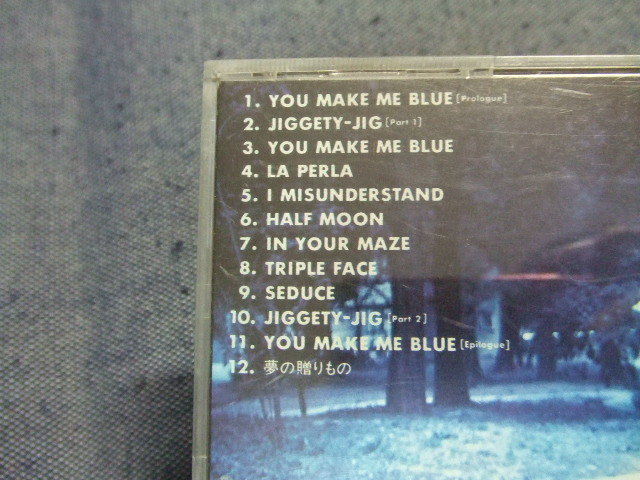 1. YOU MAKE ME BLUE [Prologue]
2. JIGGETY-JIG [Part 1]
3. YOU MAKE ME BLUE
4. LA PERLA
5. I MISUNDERSTAND
6. HALF MOON
7. IN YOUR MAZE
8. TRIPLE FACE
9. SEDUCE
10. JIGGETY-JIG [Part 2]
11. YOU MAKE ME BLUE [Epilogue]
12. 夢の贈りもの